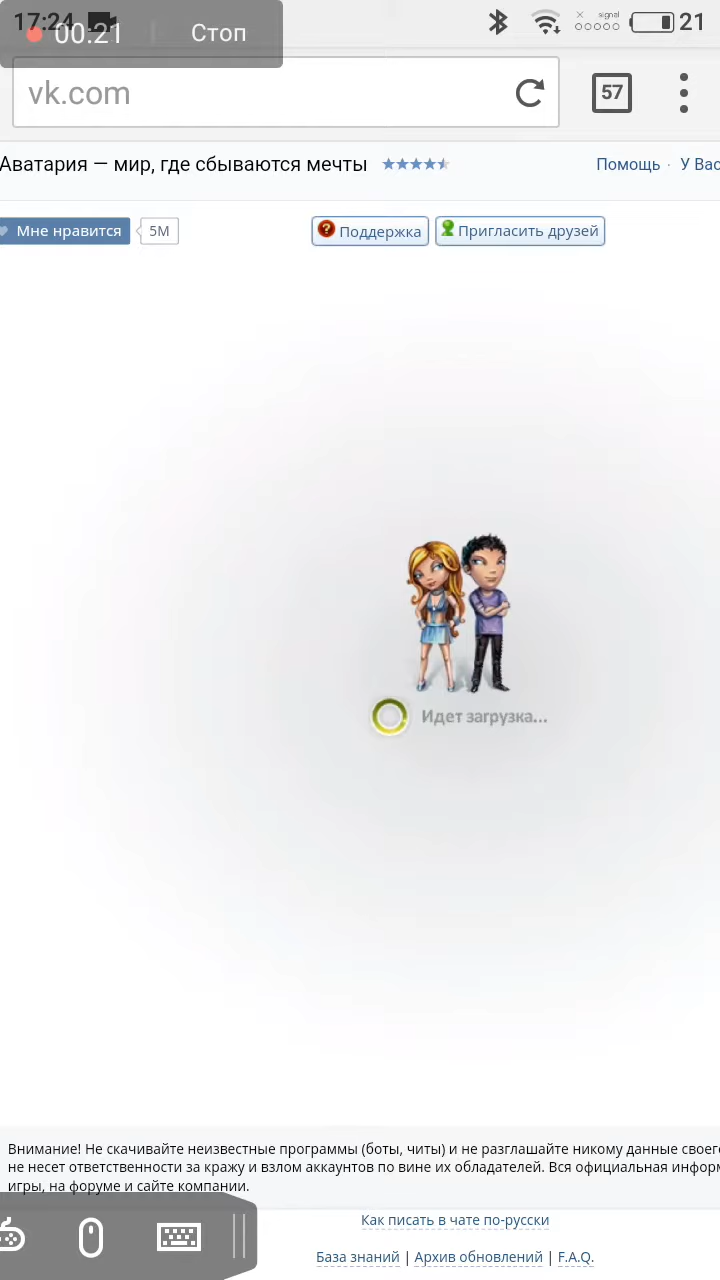 17:24
00:21 Стоп
signal
21
vk.com
57
Аватария — мир, где сбываются мечты
Помощь · У Вас
Мне нравится 5M Поддержка Пригласить друзей
Идет загрузка...
Внимание! Не скачивайте неизвестные программы (боты, читы) и не разглашайте никому данные своего
не несет ответственности за кражу и взлом аккаунтов по вине их обладателей. Вся официальная
игры, на форуме и сайте компании.
Как писать в чате по-русски
База знаний | Архив обновлений | F.A.Q.